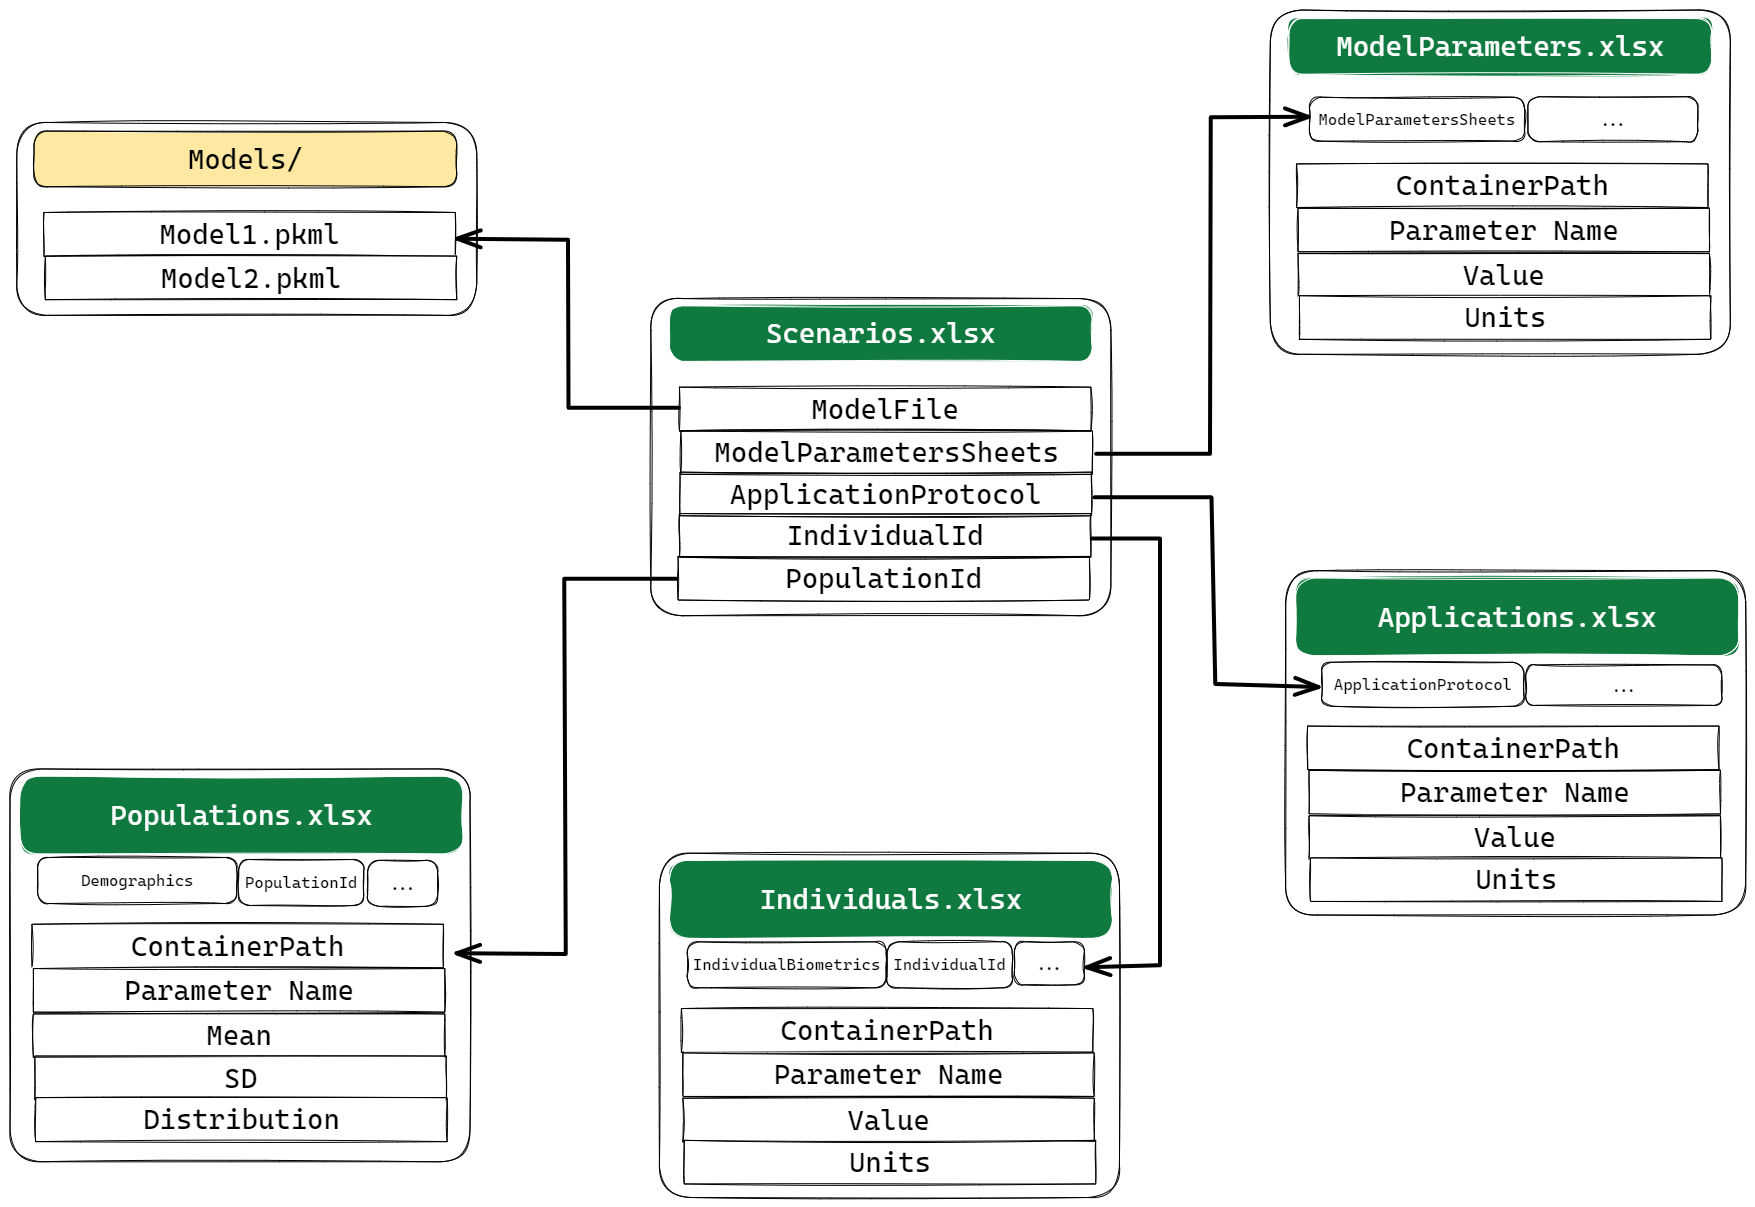 Models/
Model1.pkml
Model2.pkml
Scenarios.xlsx
ModelFile
ModelParametersSheets
ApplicationProtocol
IndividualId
PopulationId
ModelParameters.xlsx
ModelParametersSheets
...
ContainerPath
Parameter Name
Value
Units
Applications.xlsx
ApplicationProtocol
...
ContainerPath
Parameter Name
Value
Units
Populations.xlsx
Demographics
PopulationId
...
ContainerPath
Parameter Name
Mean
SD
Distribution
Individuals.xlsx
IndividualBiometrics
IndividualId
...
ContainerPath
Parameter Name
Value
Units